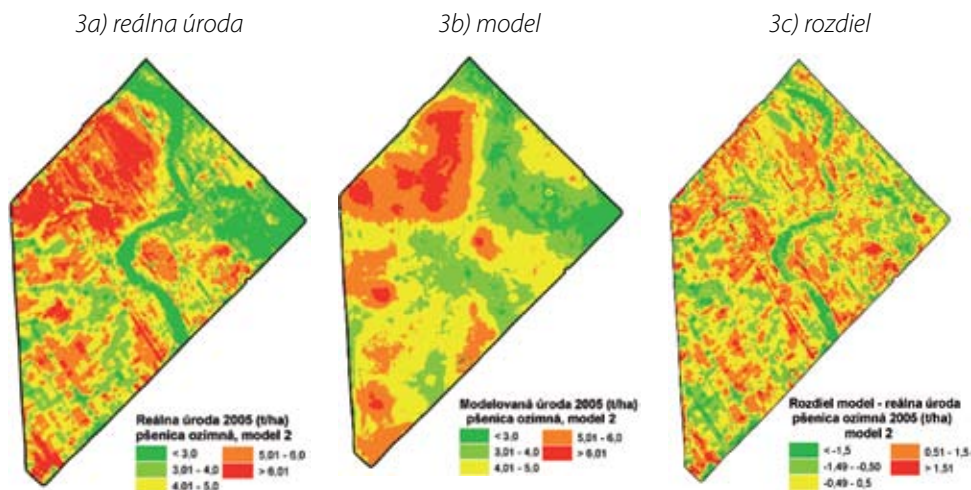 3a) reálna úroda
3b) model
3c) rozdiel
Reálna úroda 2005 (t/ha)
pšenica ozimná, model 2
< 3,0
3,01 - 4,0
4,01 - 5,0
5,01 - 6,0
> 6,01
Modelovaná úroda 2005 (t/ha)
pšenica ozimná, model 2
< 3,0
3,01 - 4,0
4,01 - 5,0
5,01 - 6,0
> 6,01
Rozdiel model - reálna úroda
pšenica ozimná 2005 (t/ha)
model 2
< -1,5
-1,49 - -0,50
-0,49 - 0,5
0,51 - 1,5
> 1,51